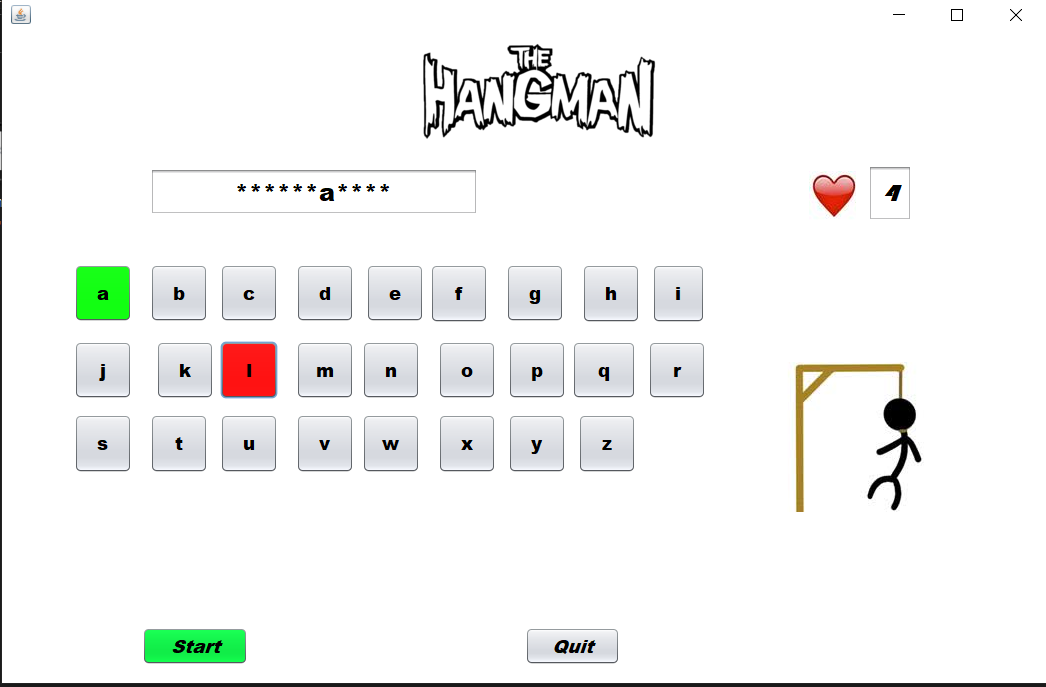 THE
HANGMAN
******a**** 4
a b c d e f g h i
j k l m n o p q r
s t u v w x y z
Start Quit